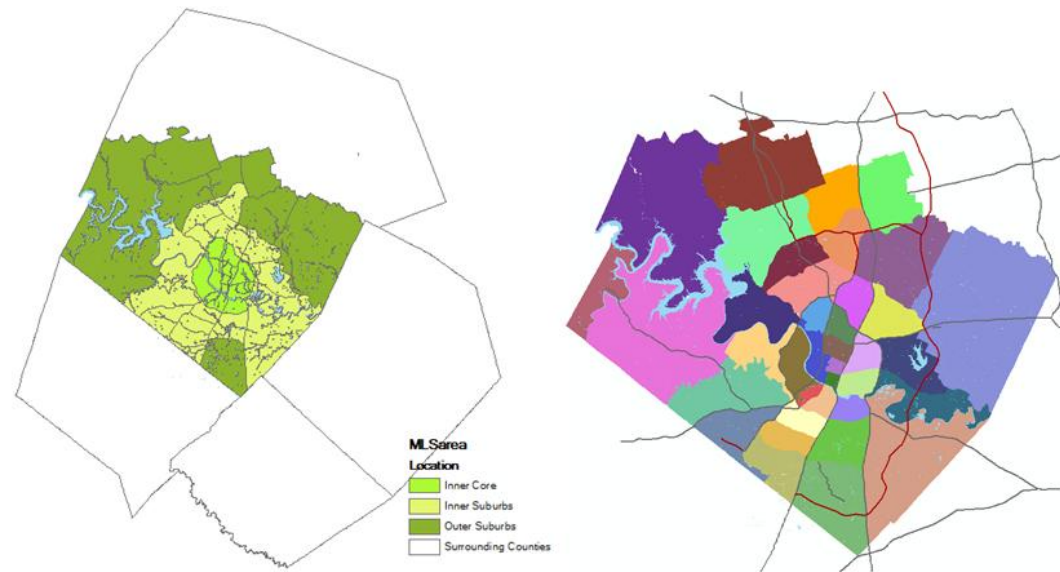 MLSarea
Location
Inner Core
Inner Suburbs
Outer Suburbs
Surrounding Counties